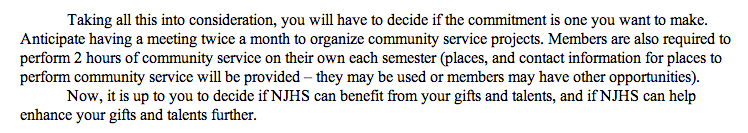 Taking all this into consideration, you will have to decide if the commitment is one you want to make.
Anticipate having a meeting twice a month to organize community service projects. Members are also required to
perform 2 hours of community service on their own each semester (places, and contact information for places to
perform community service will be provided – they may be used or members may have other opportunities).
Now, it is up to you to decide if NJHS can benefit from your gifts and talents, and if NJHS can help
enhance your gifts and talents further.